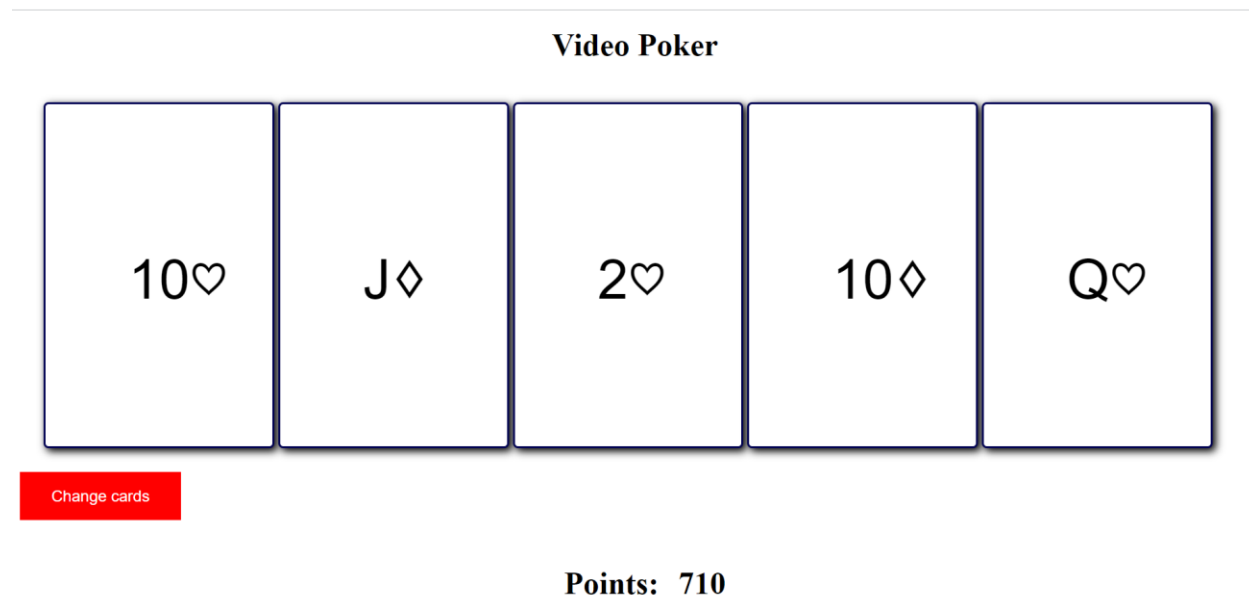 Video Poker
10♡ J♢ 2♡ 10♢ Q♡
Change cards
Points: 710